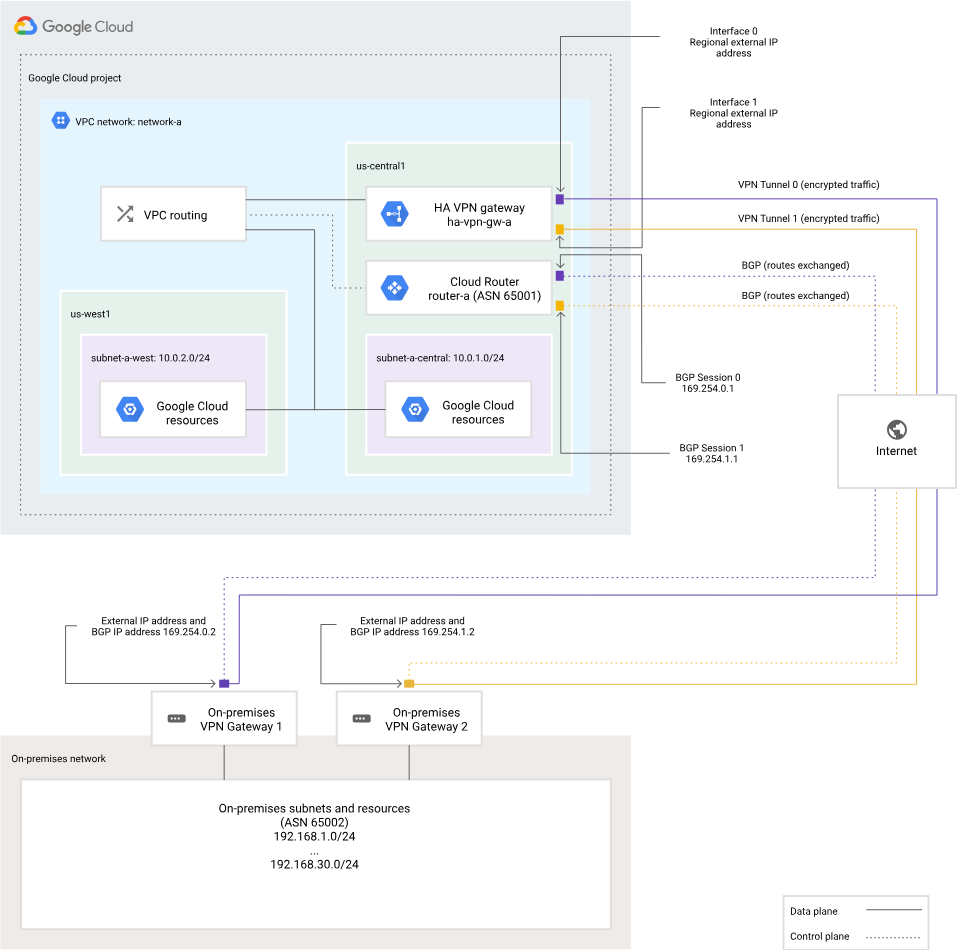 Google Cloud
Google Cloud project
VPC network: network-a
us-central1
VPC routing
HA VPN gateway
ha-vpn-gw-a
Cloud Router
router-a (ASN 65001)
us-west1
subnet-a-west: 10.0.2.0/24
Google Cloud
resources
subnet-a-central: 10.0.1.0/24
Google Cloud
resources
Interface 0
Regional external IP
address
Interface 1
Regional external IP
address
VPN Tunnel 0 (encrypted traffic)
VPN Tunnel 1 (encrypted traffic)
BGP (routes exchanged)
BGP (routes exchanged)
BGP Session 0
169.254.0.1
BGP Session 1
169.254.1.1
Internet
External IP address and
BGP IP address 169.254.0.2
External IP address and
BGP IP address 169.254.1.2
On-premises
VPN Gateway 1
On-premises
VPN Gateway 2
On-premises network
On-premises subnets and resources
(ASN 65002)
192.168.1.0/24
...
192.168.30.0/24
Data plane
Control plane